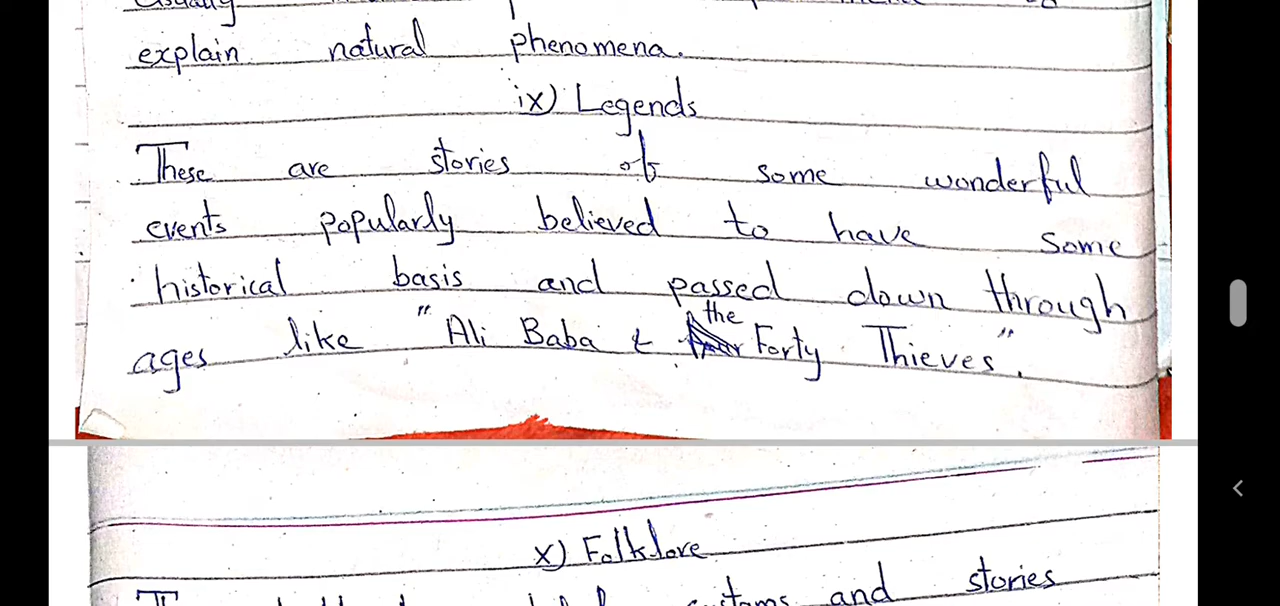 Usually
explain natural phenomena.
ix) Legends
These are stories of some wonderful
events popularly believed to have some
historical basis and passed down through
the
ages like "Ali Baba & Forty Thieves".
x) Folklore
and stories